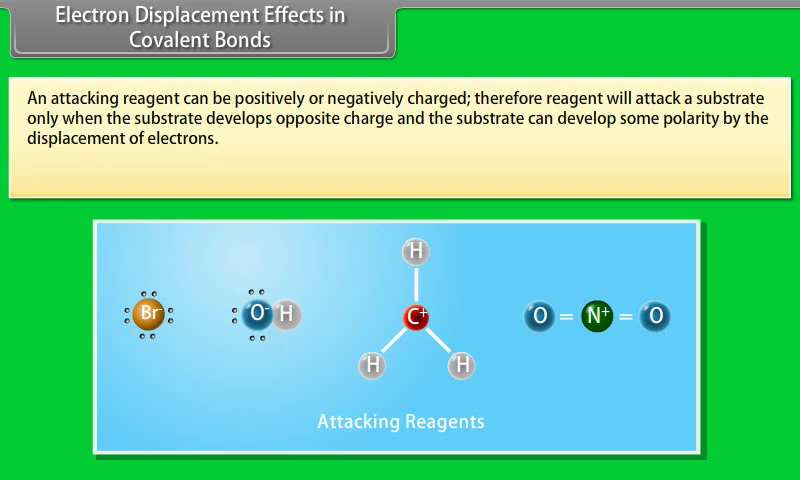 Electron Displacement Effects in
Covalent Bonds
An attacking reagent can be positively or negatively charged; therefore reagent will attack a substrate
only when the substrate develops opposite charge and the substrate can develop some polarity by the
displacement of electrons.
H
Br⁻ O⁻ H C⁺ O = N⁺ = O
H H
Attacking Reagents